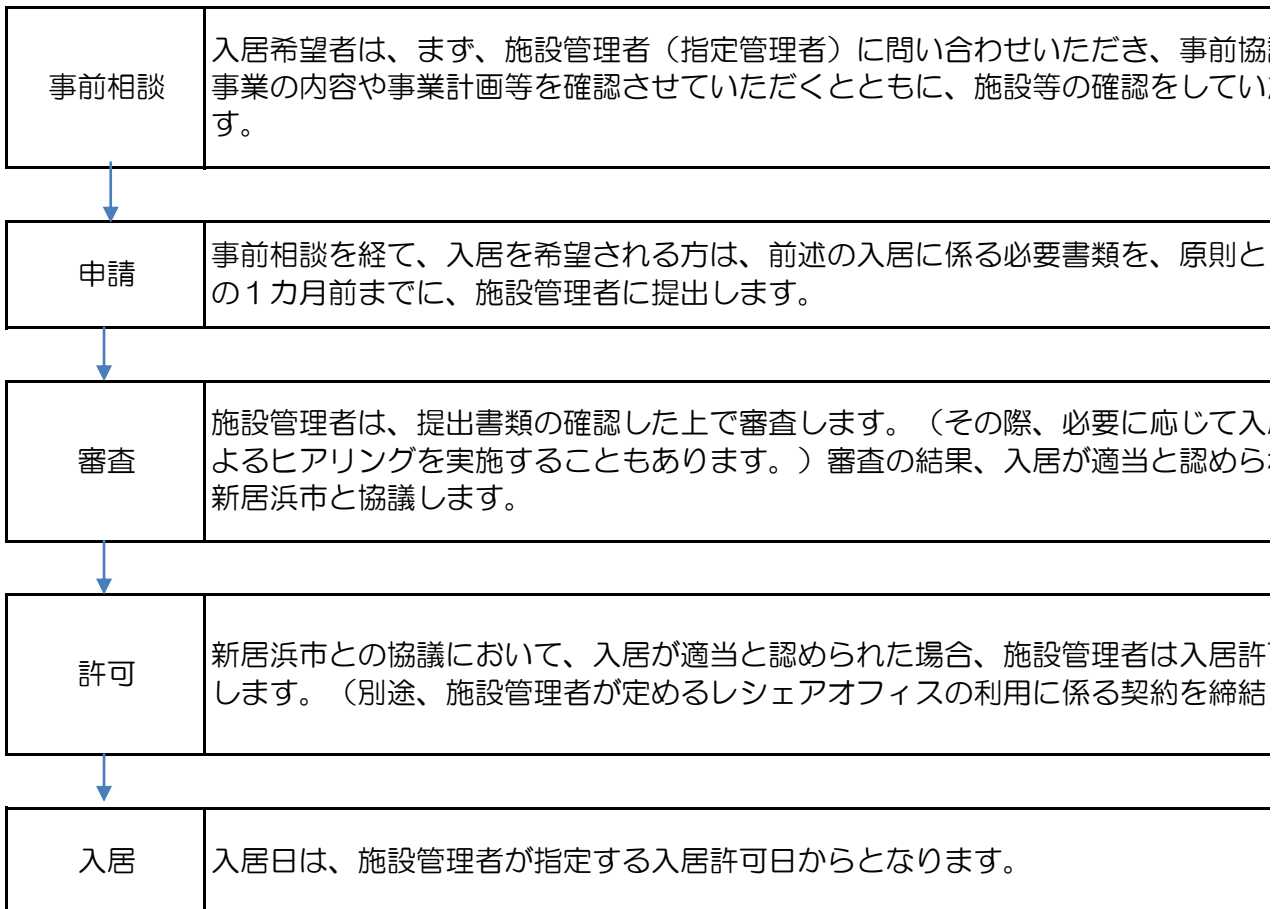 事前相談
入居希望者は、まず、施設管理者（指定管理者）に問い合わせいただき、事前協
事業の内容や事業計画等を確認させていただくとともに、施設等の確認をしてい
す。
申請
事前相談を経て、入居を希望される方は、前述の入居に係る必要書類を、原則と
の１カ月前までに、施設管理者に提出します。
審査
施設管理者は、提出書類の確認した上で審査します。（その際、必要に応じて入
よるヒアリングを実施することもあります。）審査の結果、入居が適当と認めら
新居浜市と協議します。
許可
新居浜市との協議において、入居が適当と認められた場合、施設管理者は入居許
します。（別途、施設管理者が定めるレシェアオフィスの利用に係る契約を締結
入居
入居日は、施設管理者が指定する入居許可日からとなります。